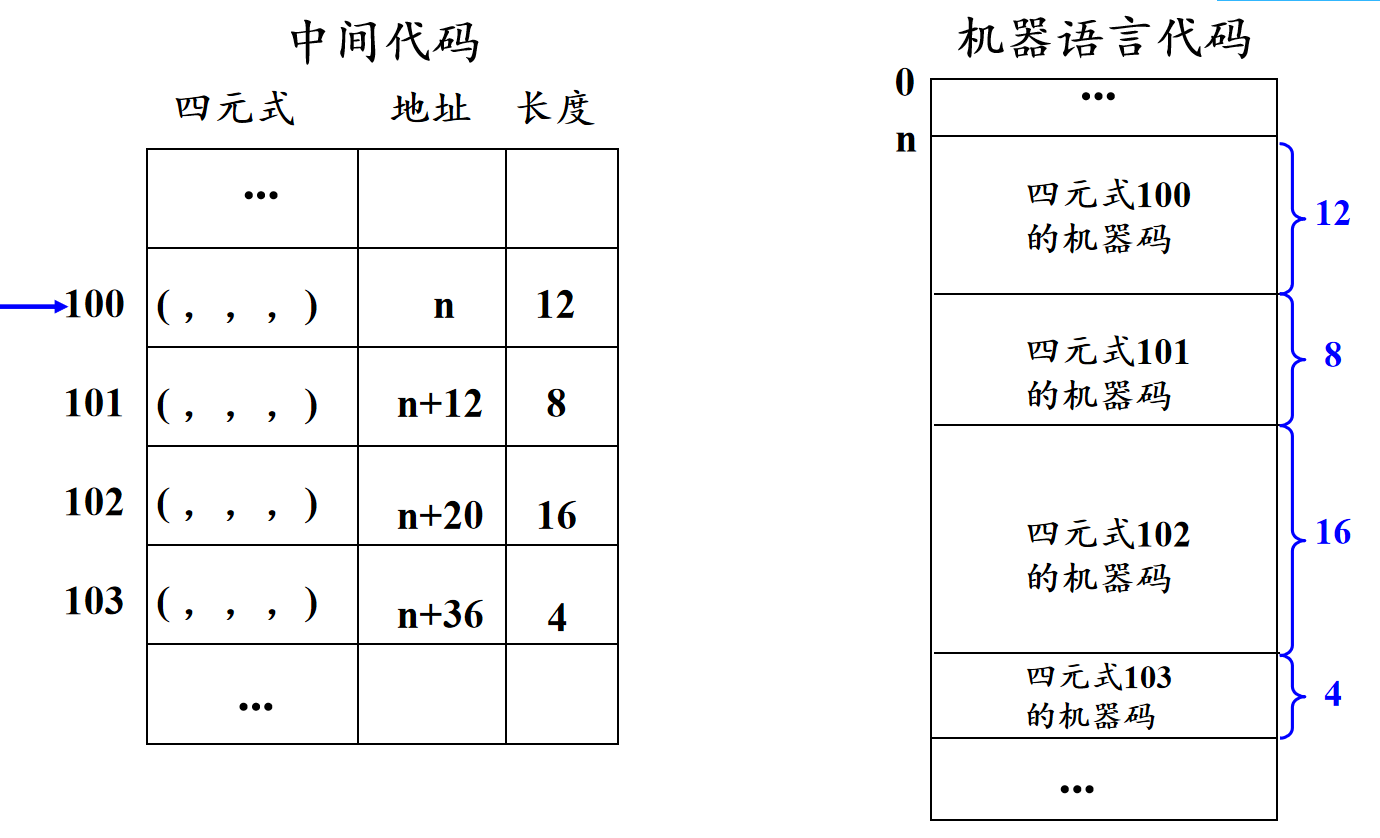 中间代码
四元式 地址 长度
...
100 ( , , , ) n 12
101 ( , , , ) n+12 8
102 ( , , , ) n+20 16
103 ( , , , ) n+36 4
...
机器语言代码
0
...
n
四元式100
的机器码
12
四元式101
的机器码
8
四元式102
的机器码
16
四元式103
的机器码
4
...